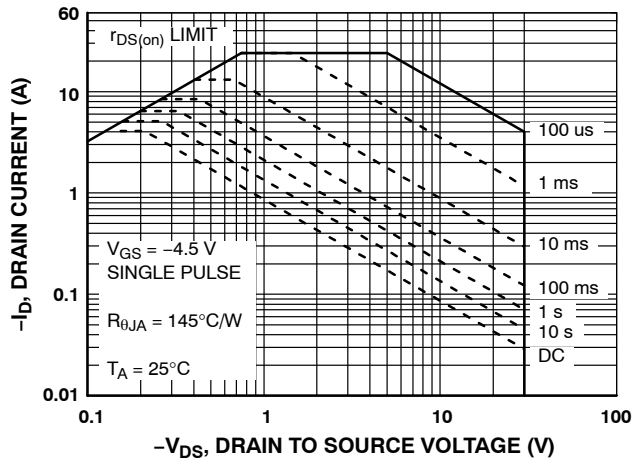 60
10
1
0.1
0.01
−I_D, DRAIN CURRENT (A)
r_DS(on) LIMIT
V_GS = −4.5 V
SINGLE PULSE
R_θJA = 145°C/W
T_A = 25°C
100 us
1 ms
10 ms
100 ms
1 s
10 s
DC
0.1
1
10
100
−V_DS, DRAIN TO SOURCE VOLTAGE (V)